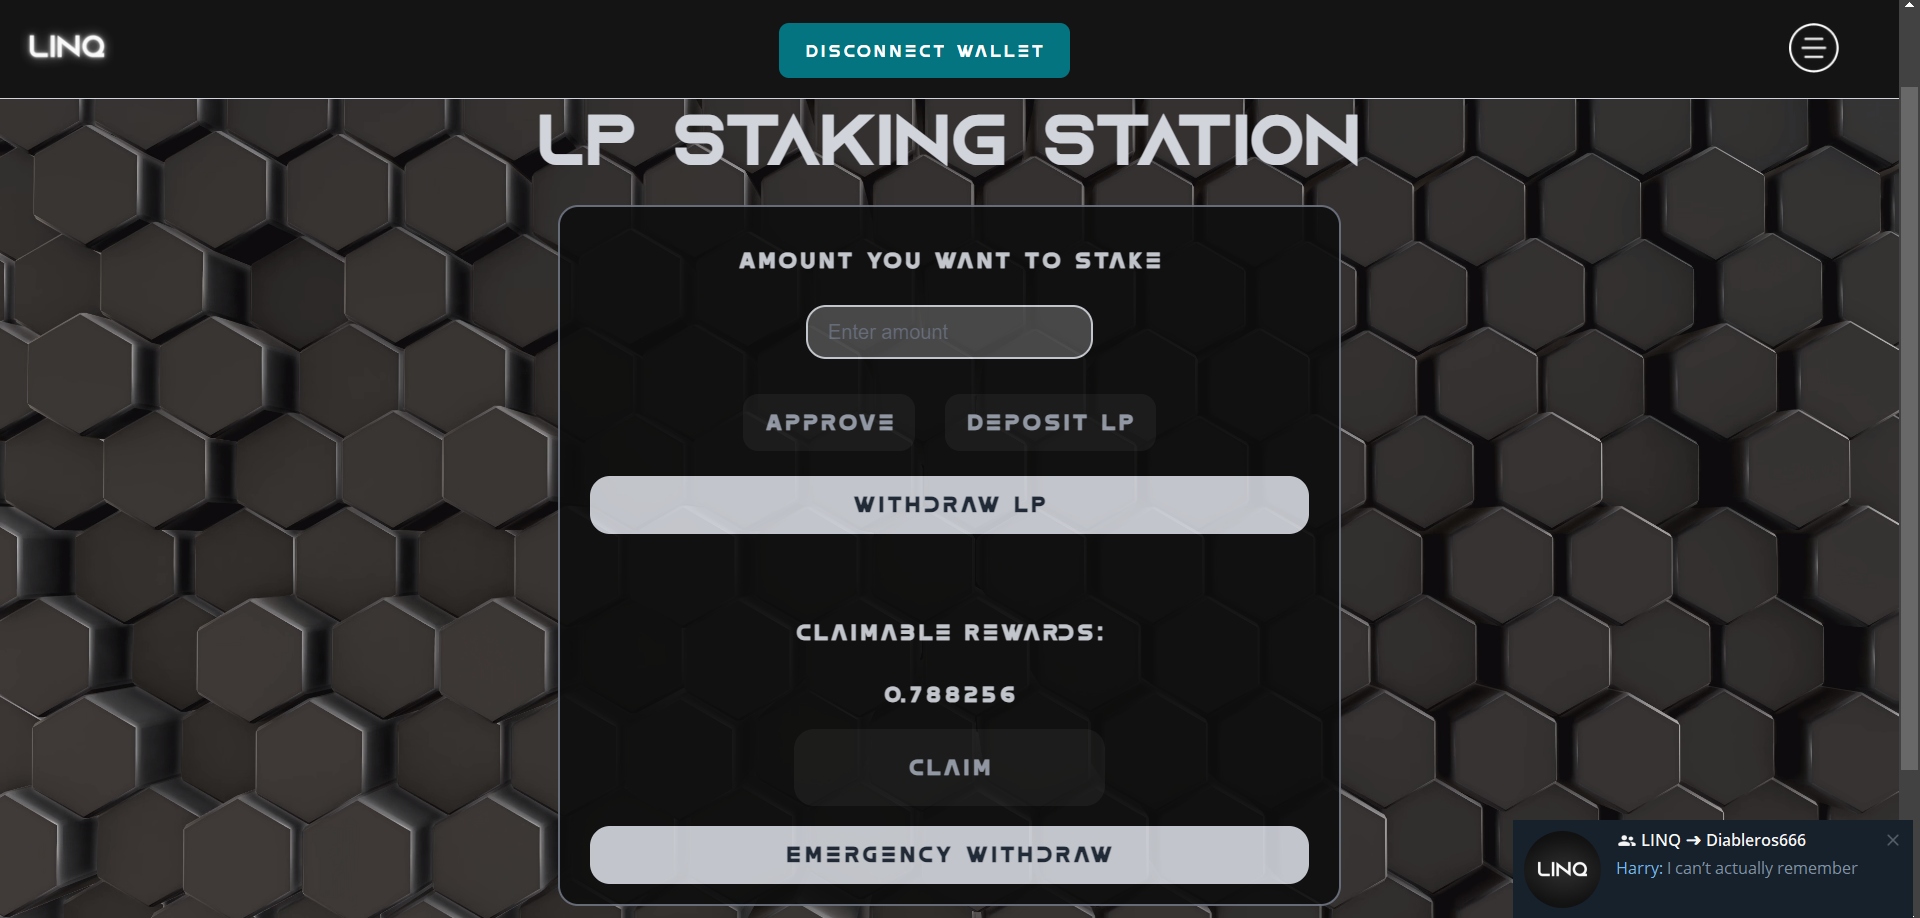 LINQ
DISCONNECT WALLET
LP STAKING STATION
AMOUNT YOU WANT TO STAKE
Enter amount
APPROVE
DEPOSIT LP
WITHDRAW LP
CLAIMABLE REWARDS:
0.788256
CLAIM
EMERGENCY WITHDRAW
LINQ
LINQ ➔ Diableros666
Harry: I can't actually remember